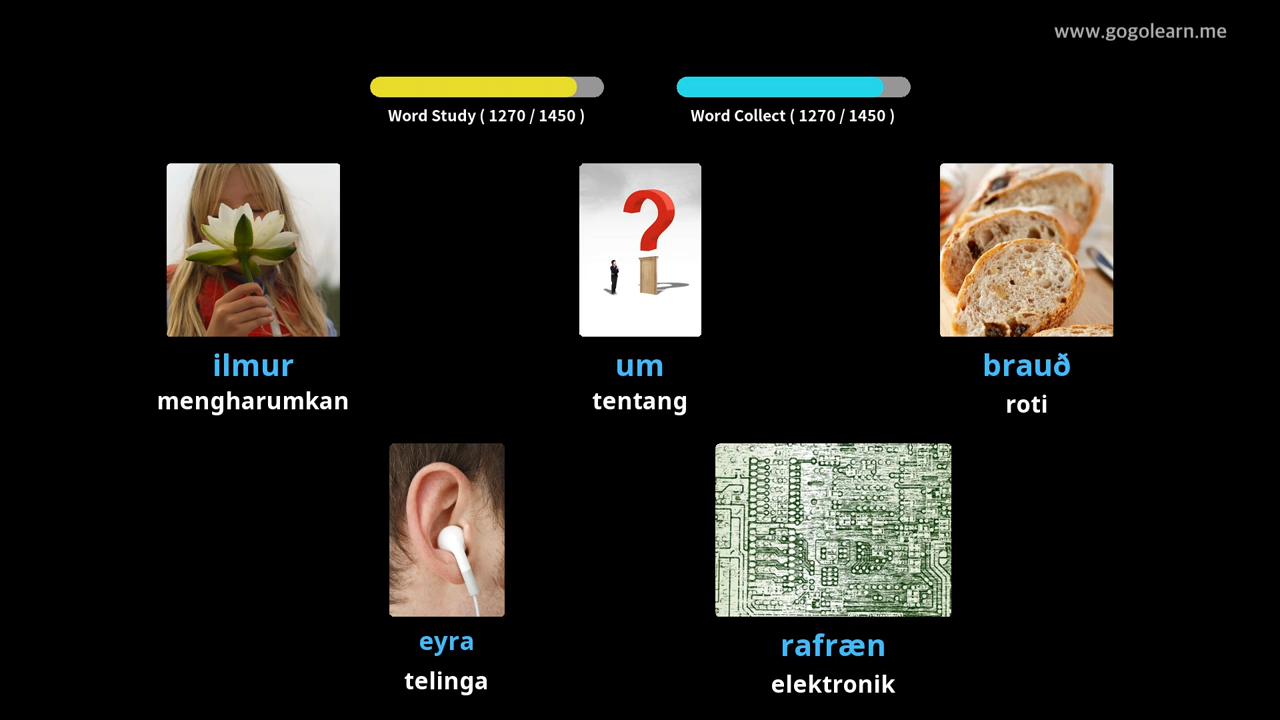 www.gogolearn.me
Word Study ( 1270 / 1450 )
Word Collect ( 1270 / 1450 )
ilmur
mengharumkan
um
tentang
brauð
roti
eyra
telinga
rafræn
elektronik